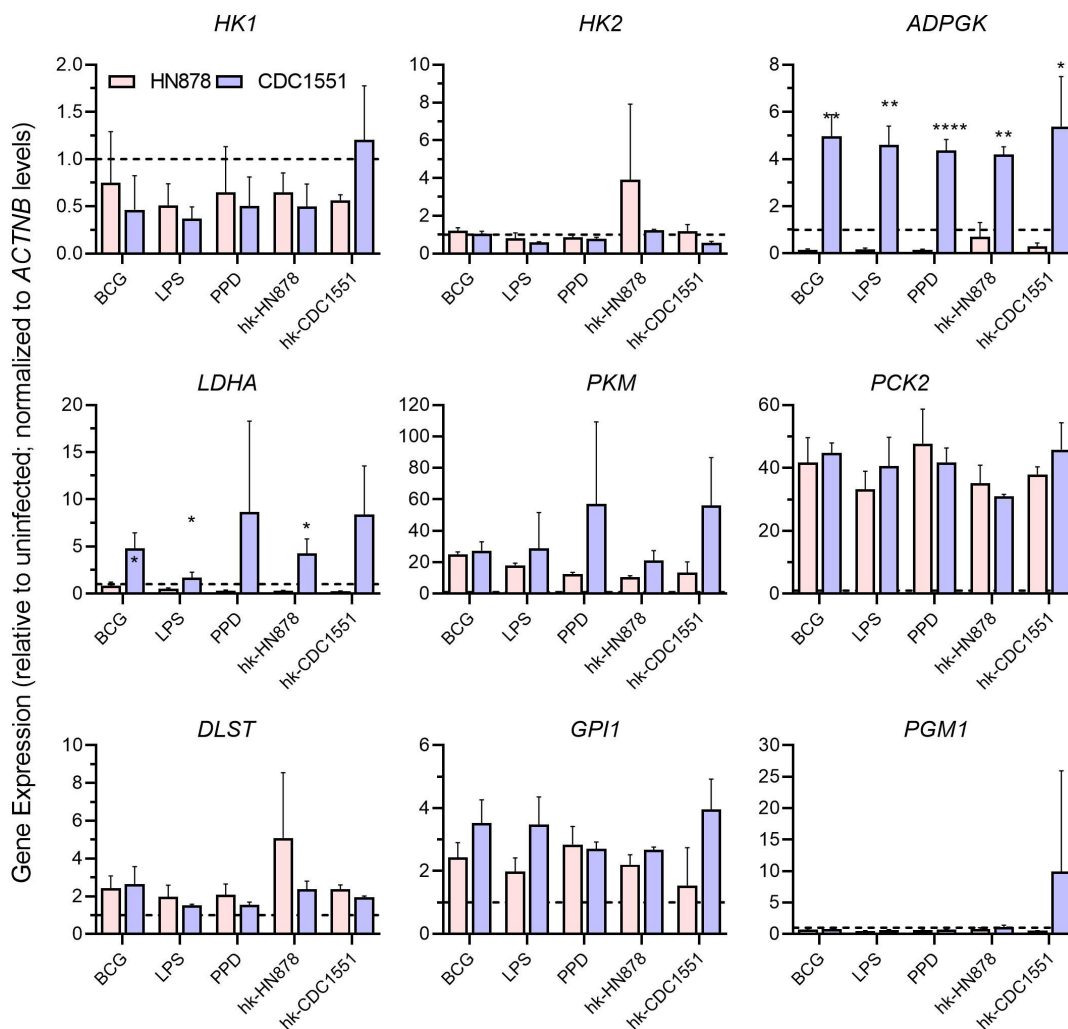 Gene Expression (relative to uninfected; normalized to ACTNB levels)
HK1
HN878 CDC1551
2.0
1.5
1.0
0.5
0.0
BCG LPS PPD hk-HN878 hk-CDC1551
HK2
10
8
6
4
2
0
BCG LPS PPD hk-HN878 hk-CDC1551
ADPGK
8
6
4
2
0
** ** **** ** *
BCG LPS PPD hk-HN878 hk-CDC1551
LDHA
20
15
10
5
0
* * *
BCG LPS PPD hk-HN878 hk-CDC1551
PKM
120
100
80
60
40
20
0
BCG LPS PPD hk-HN878 hk-CDC1551
PCK2
60
40
20
0
BCG LPS PPD hk-HN878 hk-CDC1551
DLST
10
8
6
4
2
0
BCG LPS PPD hk-HN878 hk-CDC1551
GPI1
6
4
2
0
BCG LPS PPD hk-HN878 hk-CDC1551
PGM1
30
25
20
15
10
5
0
BCG LPS PPD hk-HN878 hk-CDC1551